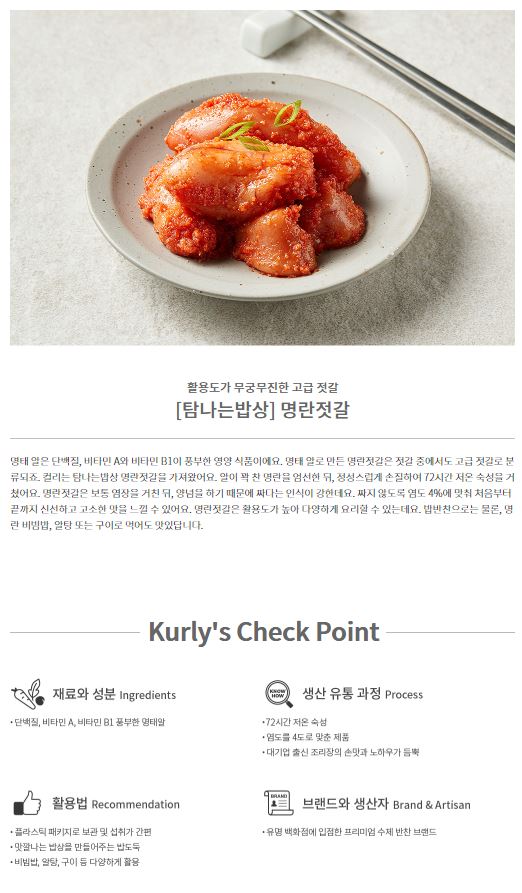 활용도가 무궁무진한 고급 젓갈
[탐나는밥상] 명란젓갈
명태 알은 단백질, 비타민 A와 비타민 B1이 풍부한 영양 식품이에요. 명태 알로 만든 명란젓갈은 젓갈 중에서도 고급 젓갈로 분
류되죠. 컬리는 탐나는밥상 명란젓갈을 가져왔어요. 알이 꽉 찬 명란을 엄선한 뒤, 정성스럽게 손질하여 72시간 저온 숙성을 거
쳤어요. 명란젓갈은 보통 염장을 거친 뒤, 양념을 하기 때문에 짜다는 인식이 강한데요. 짜지 않도록 염도 4%에 맞춰 처음부터
끝까지 신선하고 고소한 맛을 느낄 수 있어요. 명란젓갈은 활용도가 높아 다양하게 요리할 수 있는데요. 밥반찬으로는 물론, 명
란 비빔밥, 알탕 또는 구이로 먹어도 맛있답니다.
Kurly's Check Point
재료와 성분 Ingredients
• 단백질, 비타민 A, 비타민 B1 풍부한 명태알
KNOW
HOW
생산 유통 과정 Process
• 72시간 저온 숙성
• 염도를 4도로 맞춘 제품
• 대기업 출신 조리장의 손맛과 노하우가 듬뿍
활용법 Recommendation
• 플라스틱 패키지로 보관 및 섭취가 간편
• 맛깔나는 밥상을 만들어주는 밥도둑
• 비빔밥, 알탕, 구이 등 다양하게 활용
BRAND
브랜드와 생산자 Brand & Artisan
• 유명 백화점에 입점한 프리미엄 수제 반찬 브랜드